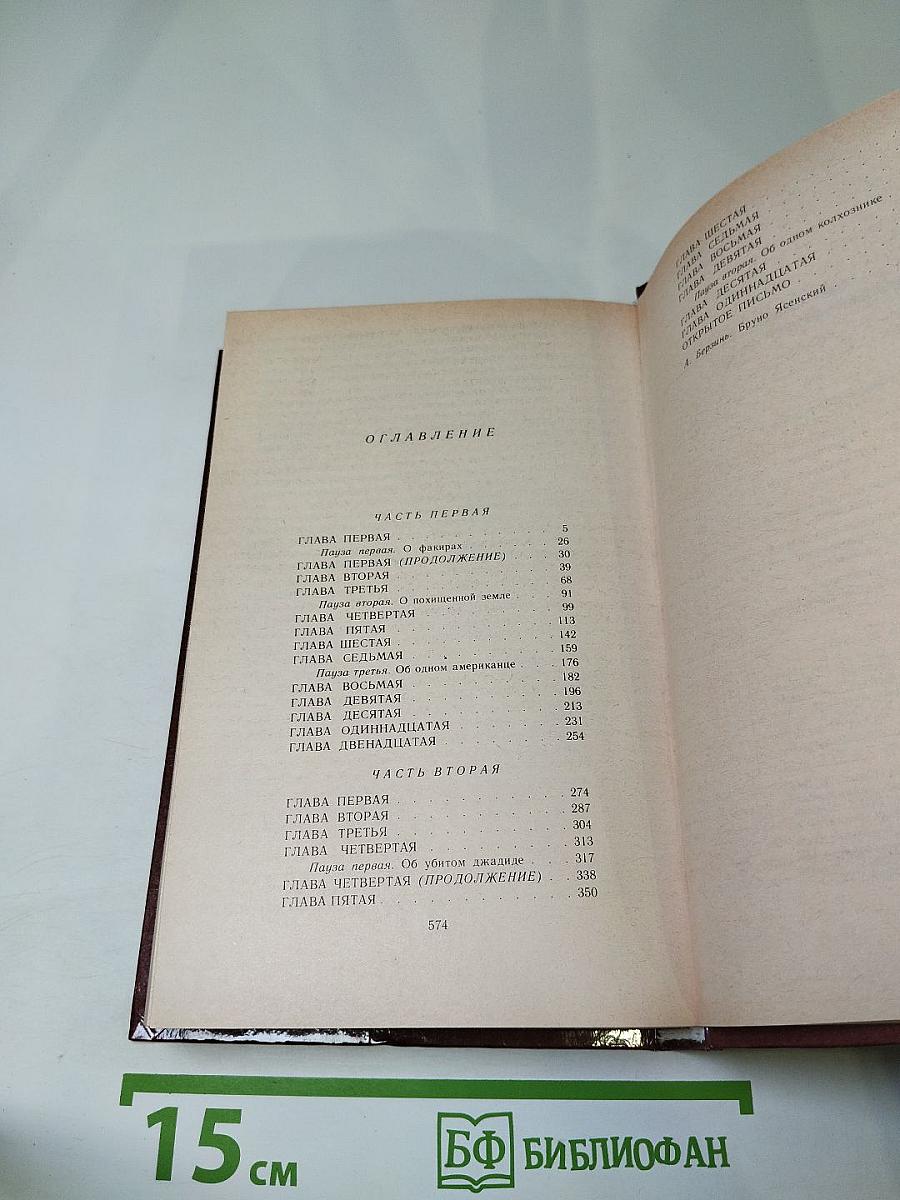 ОГЛАВЛЕНИЕ
ЧАСТЬ ПЕРВАЯ
ГЛАВА ПЕРВАЯ . . . . . . . . . . . . 5
Пауза первая. О факирах . . . . . . . 26
ГЛАВА ПЕРВАЯ (ПРОДОЛЖЕНИЕ) . . . . 30
ГЛАВА ВТОРАЯ . . . . . . . . . . . . 39
ГЛАВА ТРЕТЬЯ . . . . . . . . . . . . 68
Пауза вторая. О похищенной земле . . . 91
ГЛАВА ЧЕТВЕРТАЯ . . . . . . . . . . . 99
ГЛАВА ПЯТАЯ . . . . . . . . . . . . 113
ГЛАВА ШЕСТАЯ . . . . . . . . . . . . 142
ГЛАВА СЕДЬМАЯ . . . . . . . . . . . 159
Пауза третья. Об одном американце . . . 176
ГЛАВА ВОСЬМАЯ . . . . . . . . . . . 182
ГЛАВА ДЕВЯТАЯ . . . . . . . . . . . 196
ГЛАВА ДЕСЯТАЯ . . . . . . . . . . . 213
ГЛАВА ОДИННАДЦАТАЯ . . . . . . . . 231
ГЛАВА ДВЕНАДЦАТАЯ . . . . . . . . . 254
ЧАСТЬ ВТОРАЯ
ГЛАВА ПЕРВАЯ . . . . . . . . . . . . 274
ГЛАВА ВТОРАЯ . . . . . . . . . . . . 287
ГЛАВА ТРЕТЬЯ . . . . . . . . . . . . 304
ГЛАВА ЧЕТВЕРТАЯ . . . . . . . . . . 313
Пауза первая. Об убитом джадиде . . . 317
ГЛАВА ЧЕТВЕРТАЯ (ПРОДОЛЖЕНИЕ) . . 338
ГЛАВА ПЯТАЯ . . . . . . . . . . . . 350
574
ГЛАВА ШЕСТАЯ
ГЛАВА СЕДЬМАЯ
ГЛАВА ВОСЬМАЯ
ГЛАВА ДЕВЯТАЯ
Пауза вторая. Об одном колхознике
ГЛАВА ДЕСЯТАЯ
ГЛАВА ОДИННАДЦАТАЯ
ОТКРЫТОЕ ПИСЬМО
А. Берзинь. Бруно Ясенский
15 см
БФ БИБЛИОФАН